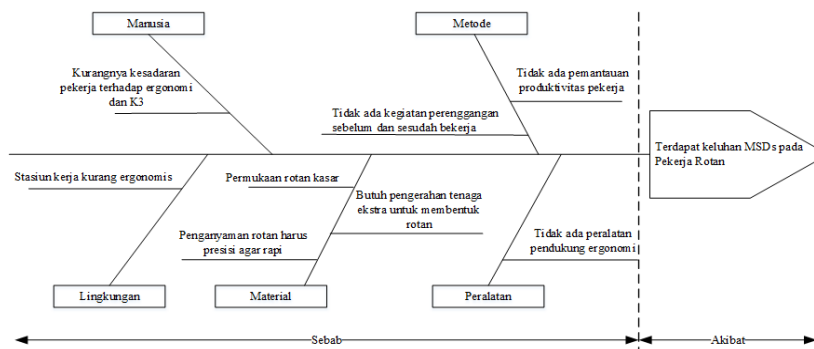 Manusia
Metode
Kurangnya kesadaran
pekerja terhadap ergonomi
dan K3
Tidak ada pemantauan
produktivitas pekerja
Tidak ada kegiatan perenggangan
sebelum dan sesudah bekerja
Terdapat keluhan MSDs pada
Pekerja Rotan
Stasiun kerja kurang ergonomis
Permukaan rotan kasar
Butuh pengerahan tenaga
ekstra untuk membentuk
rotan
Penganyaman rotan harus
presisi agar rapi
Tidak ada peralatan
pendukung ergonomi
Lingkungan
Material
Peralatan
Sebab
Akibat